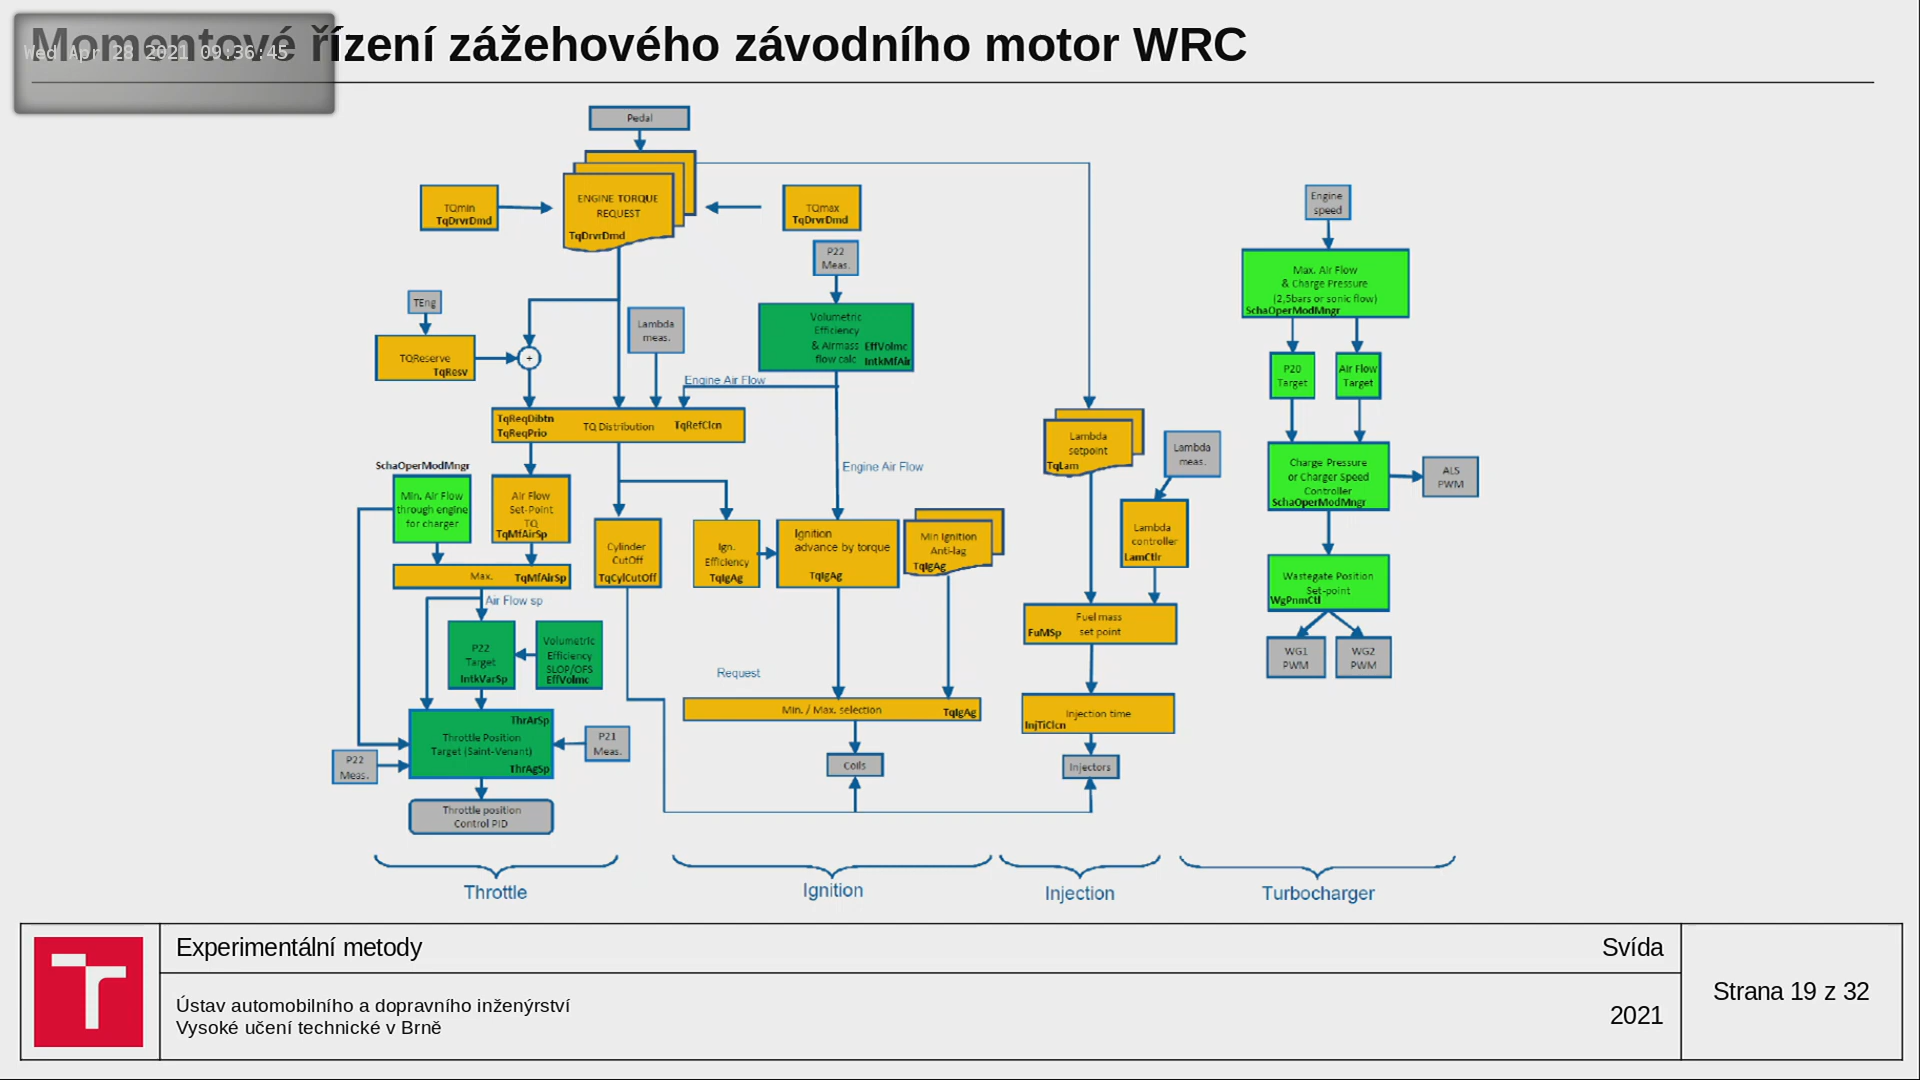 Momentové řízení zážehového závodního motor WRC
Wed Apr 28 2021 09:36:45
Pedal
ENGINE TORQUE
REQUEST
TqDrvrDmd
TQmin
TqDrvrDmd
TQmax
TqDrvrDmd
P22
Meas.
Engine
speed
Max. Air Flow
& Charge Pressure
(2,5bars or sonic flow)
SchaOperModMngr
TEng
TQReserve
TqResv
+
Lambda
meas.
Volumetric
Efficiency
& Airmass
flow calc
EffVolmc
IntkMfAir
P20
Target
Air Flow
Target
Engine Air Flow
TqReqDibtn
TqReqPrio
TQ Distribution
TqRefClcn
Engine Air Flow
Lambda
setpoint
TqLam
Lambda
meas.
Charge Pressure
or Charger Speed
Controller
SchaOperModMngr
ALS
PWM
SchaOperModMngr
Min. Air Flow
through engine
for charger
Air Flow
Set-Point
TQ
TqMfAirSp
Cylinder
CutOff
TqCylCutOff
Ign.
Efficiency
TqIgAg
Ignition
advance by torque
TqIgAg
Min Ignition
Anti-lag
TqIgAg
Lambda
controller
LamCtlr
Max.
TqMfAirSp
Air Flow sp
Wastegate Position
Set-point
WgPnmCtl
P22
Target
IntkVarSp
Volumetric
Efficiency
SLOP/OFS
EffVolmc
Fuel mass
set point
FuMSp
WG1
PWM
WG2
PWM
Request
Min. / Max. selection
TqIgAg
Injection time
InjTiClcn
ThrArSp
Throttle Position
Target (Saint-Venant)
ThrAgSp
P21
Meas.
P22
Meas.
Coils
Injectors
Throttle position
Control PID
Throttle
Ignition
Injection
Turbocharger
Experimentální metody
Svída
Ústav automobilního a dopravního inženýrství
Vysoké učení technické v Brně
2021
Strana 19 z 32